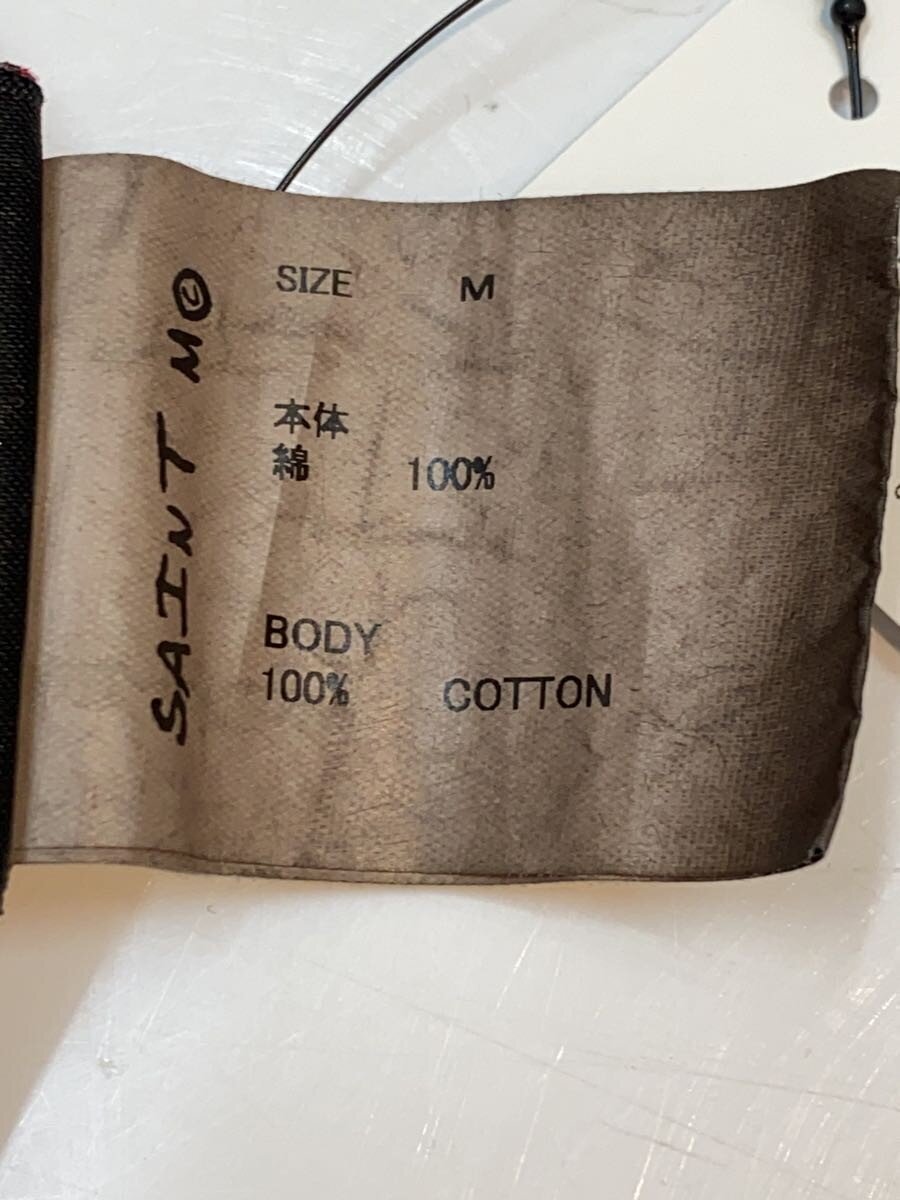 SAINT M©
SIZE M
本体
綿 100%
BODY
100% COTTON